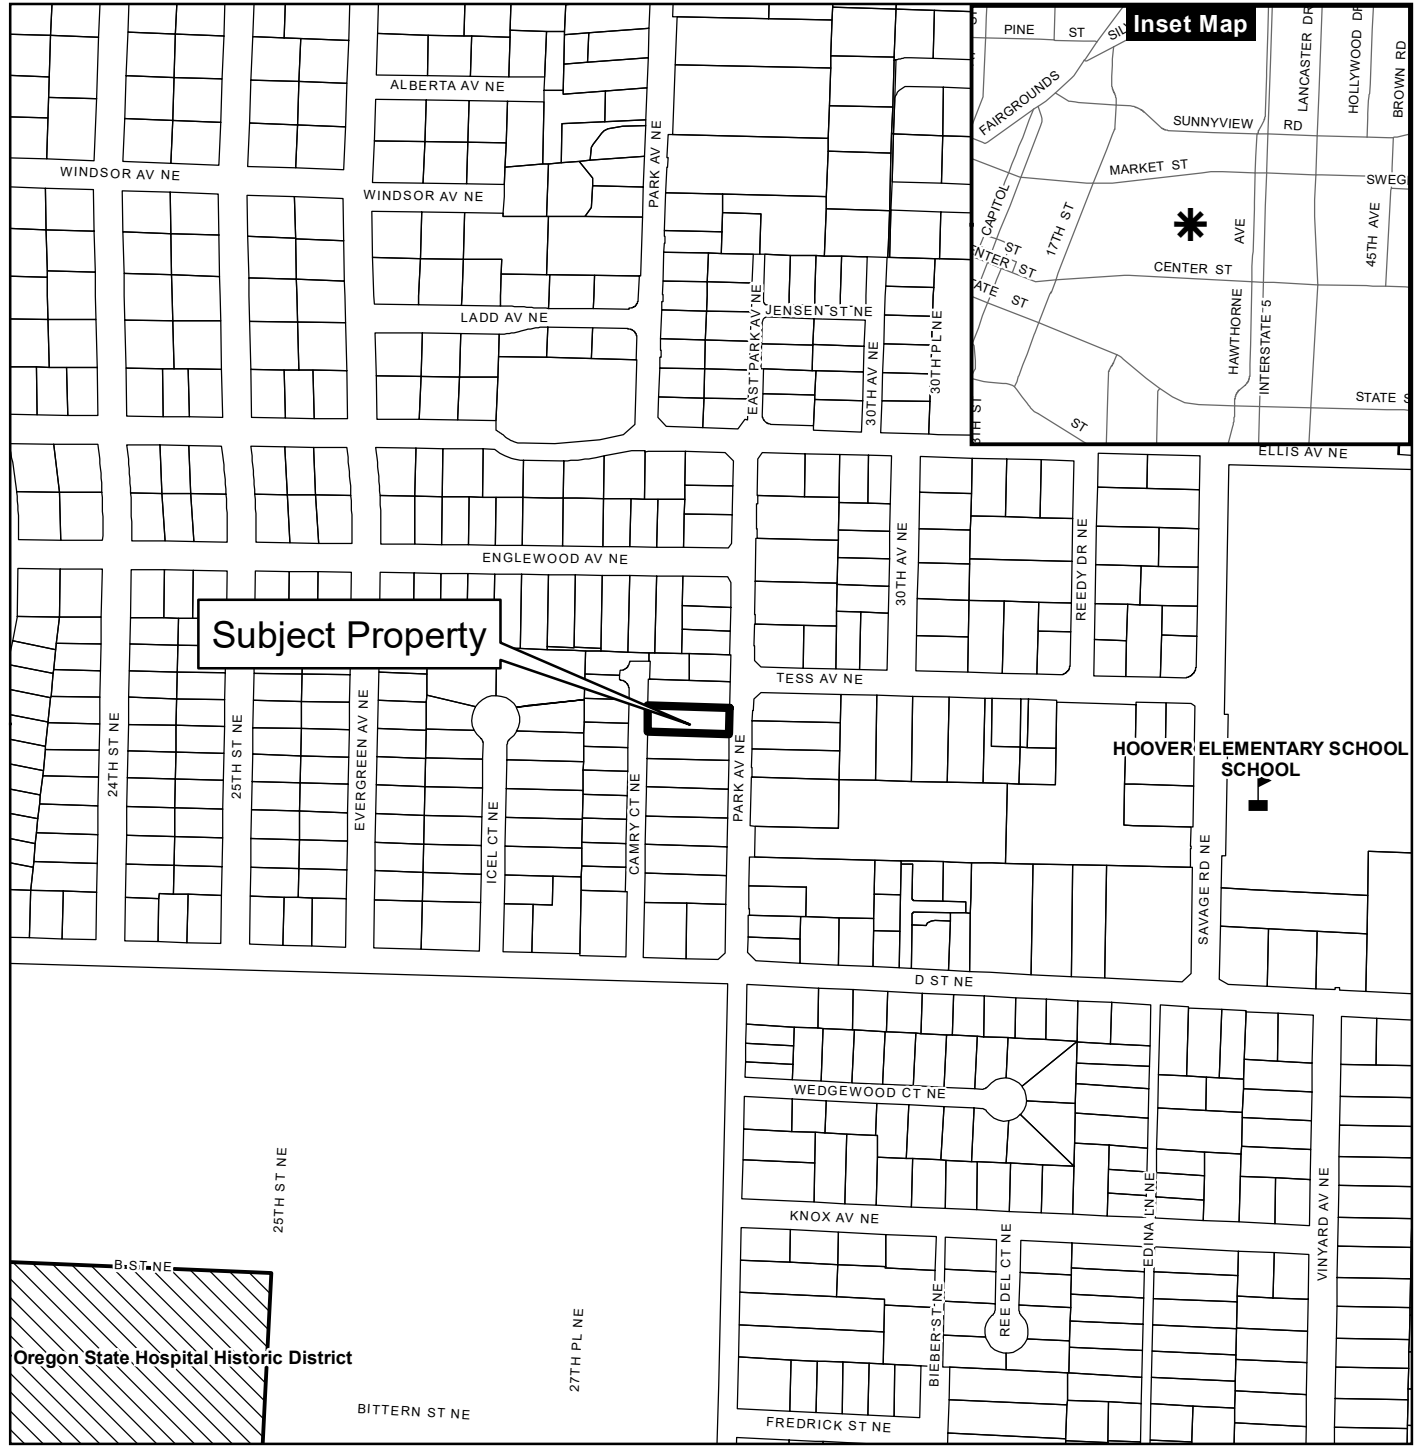 Inset Map
PINE
ST
FAIRGROUNDS
LANCASTER DR
HOLLYWOOD DR
BROWN RD
SUNNYVIEW
RD
MARKET ST
CAPITOL
17TH ST
AVE
45TH AVE
ST
ST
CENTER ST
ST
HAWTHORNE
INTERSTATE 5
STATE
ST
ALBERTA AV NE
WINDSOR AV NE
WINDSOR AV NE
PARK AV NE
LADD AV NE
EAST PARK AV NE
JENSEN ST NE
30TH AV NE
30TH PL NE
ELLIS AV NE
ENGLEWOOD AV NE
30TH AV NE
REEDY DR NE
Subject Property
TESS AV NE
24TH ST NE
25TH ST NE
EVERGREEN AV NE
ICEL CT NE
CAMRY CT NE
PARK AV NE
HOOVER ELEMENTARY SCHOOL
SCHOOL
SAVAGE RD NE
D ST NE
WEDGEWOOD CT NE
25TH ST NE
KNOX AV NE
EDINA LN NE
VINYARD AV NE
B ST NE
REE DEL CT NE
BIEBER ST NE
27TH PL NE
Oregon State Hospital Historic District
BITTERN ST NE
FREDRICK ST NE